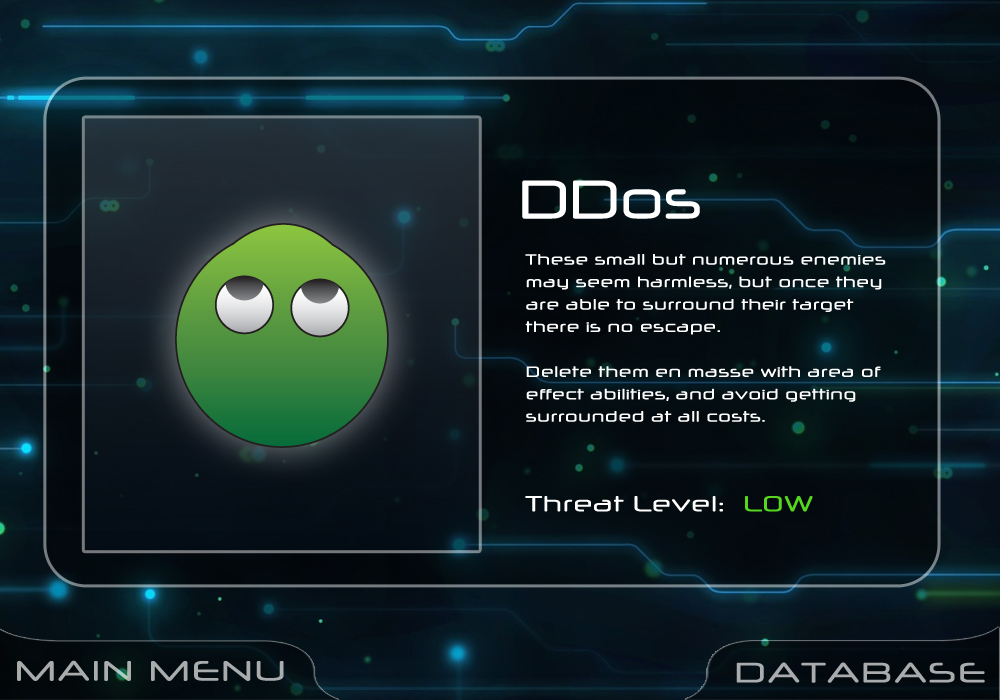 DDos
These small but numerous enemies
may seem harmless, but once they
are able to surround their target
there is no escape.
Delete them en masse with area of
effect abilities, and avoid getting
surrounded at all costs.
Threat Level: LOW
MAIN MENU
DATABASE